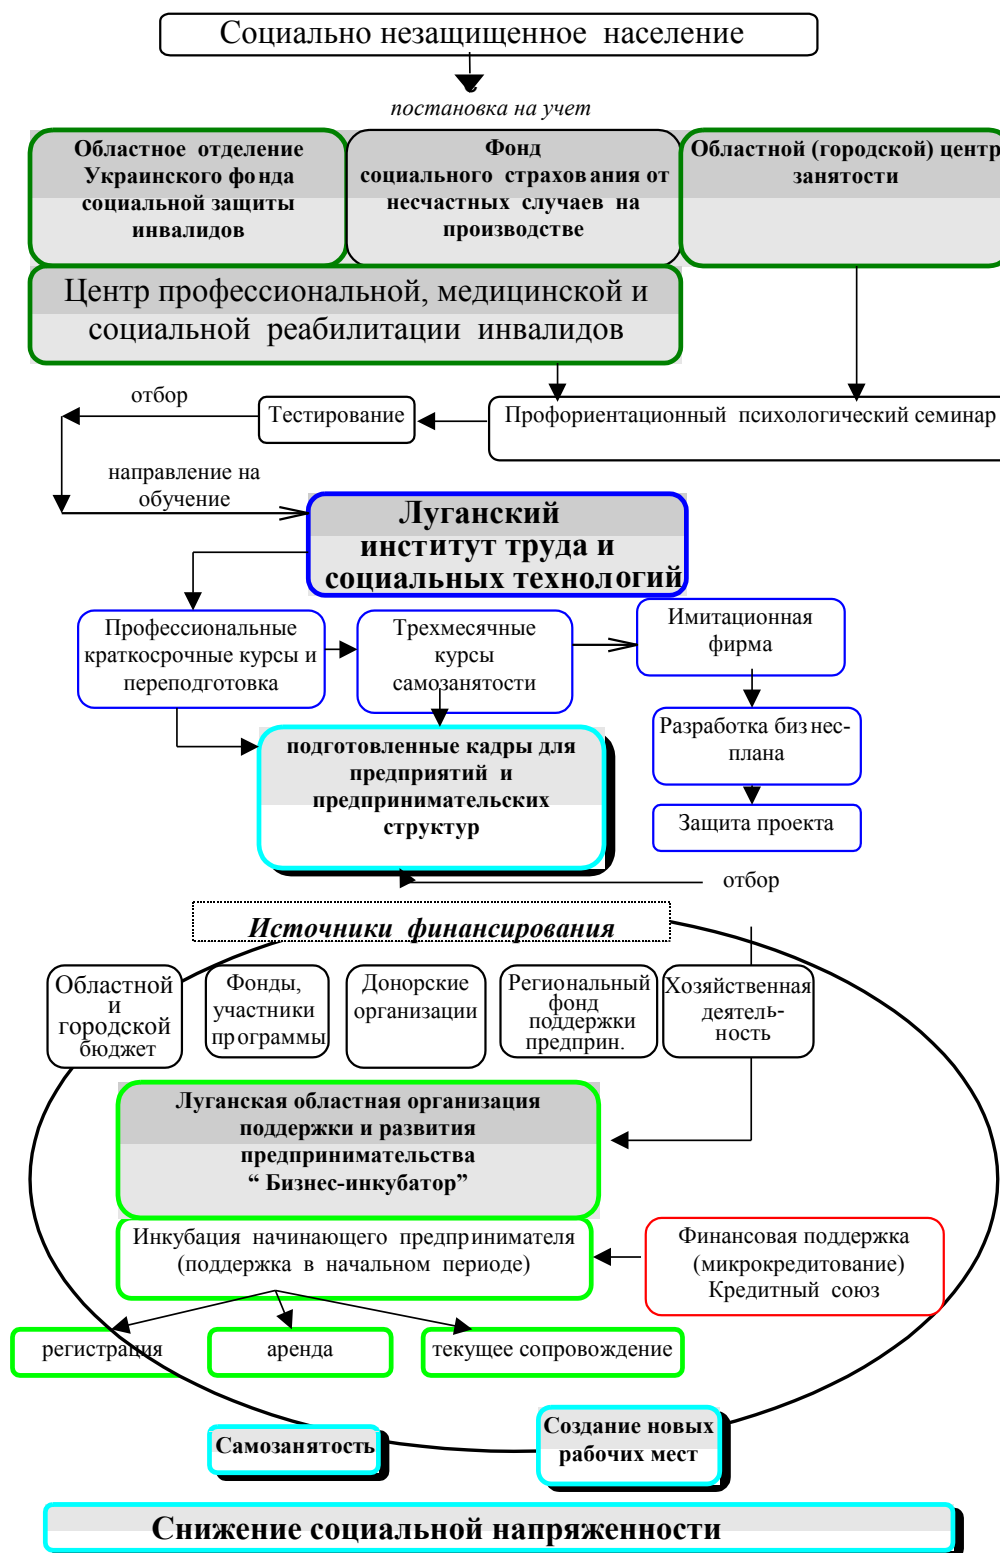 Социально незащищенное население
постановка на учет
Областное отделение
Украинского фонда
социальной защиты
инвалидов
Фонд
социального страхования от
несчастных случаев на
производстве
Областной (городской) центр
занятости
Центр профессиональной, медицинской и
социальной реабилитации инвалидов
отбор
Тестирование
Профориентационный психологический семинар
направление на
обучение
Луганский
институт труда и
социальных технологий
Профессиональные
краткосрочные курсы и
переподготовка
Трехмесячные
курсы
самозанятости
Имитационная
фирма
Разработка бизнес-
плана
Защита проекта
подготовленные кадры для
предприятий и
предпринимательских
структур
отбор
Источники финансирования
Областной
и
городской
бюджет
Фонды,
участники
программы
Донорские
организации
Региональный
фонд
поддержки
предприн.
Хозяйственная
деятель-
ность
Луганская областная организация
поддержки и развития
предпринимательства
“ Бизнес-инкубатор”
Инкубация начинающего предпринимателя
(поддержка в начальном периоде)
Финансовая поддержка
(микрокредитование)
Кредитный союз
регистрация
аренда
текущее сопровождение
Самозанятость
Создание новых
рабочих мест
Снижение социальной напряженности